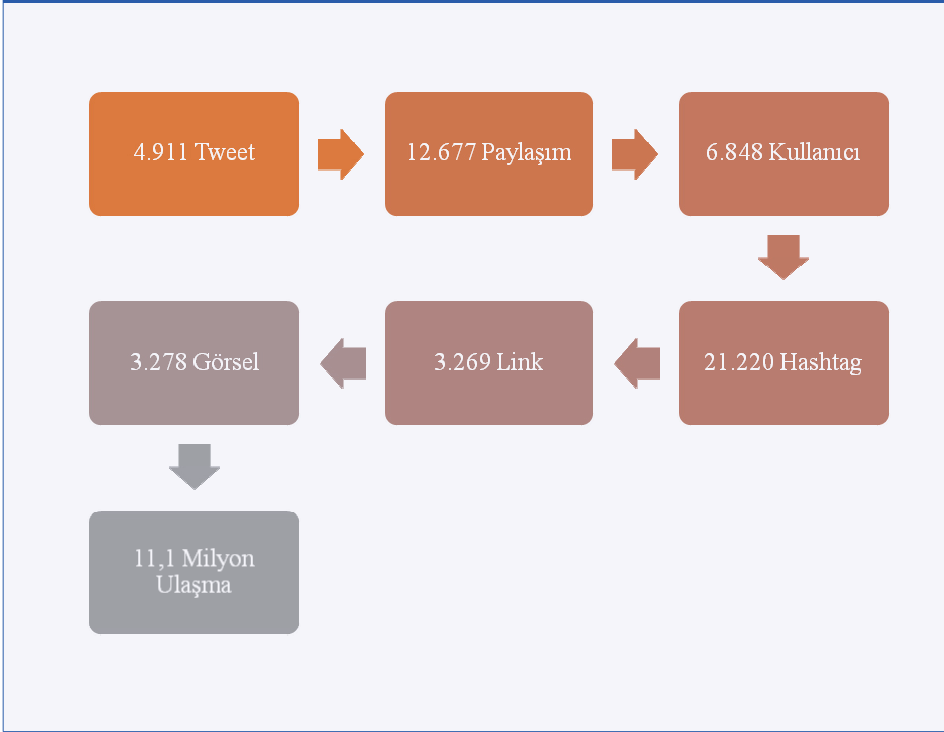 4.911 Tweet
12.677 Paylaşım
6.848 Kullanıcı
21.220 Hashtag
3.269 Link
3.278 Görsel
11,1 Milyon
Ulaşma